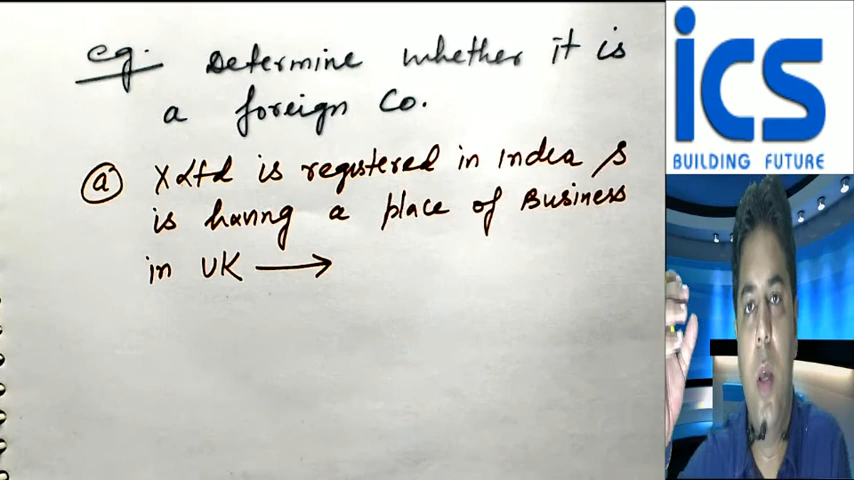 eg. Determine whether it is
a foreign Co.
(a) X Ltd is registered in India &
is having a place of Business
in UK →
ics
BUILDING FUTURE